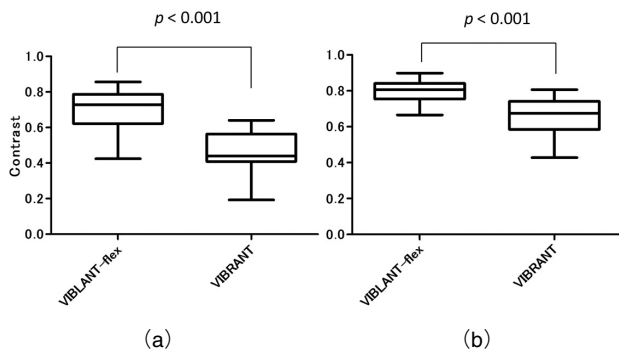 p < 0.001
p < 0.001
1.0
0.8
0.6
0.4
0.2
0.0
Contrast
VIBLANT-flex
VIBRANT
1.0
0.8
0.6
0.4
0.2
0.0
VIBLANT-flex
VIBRANT
(a)
(b)